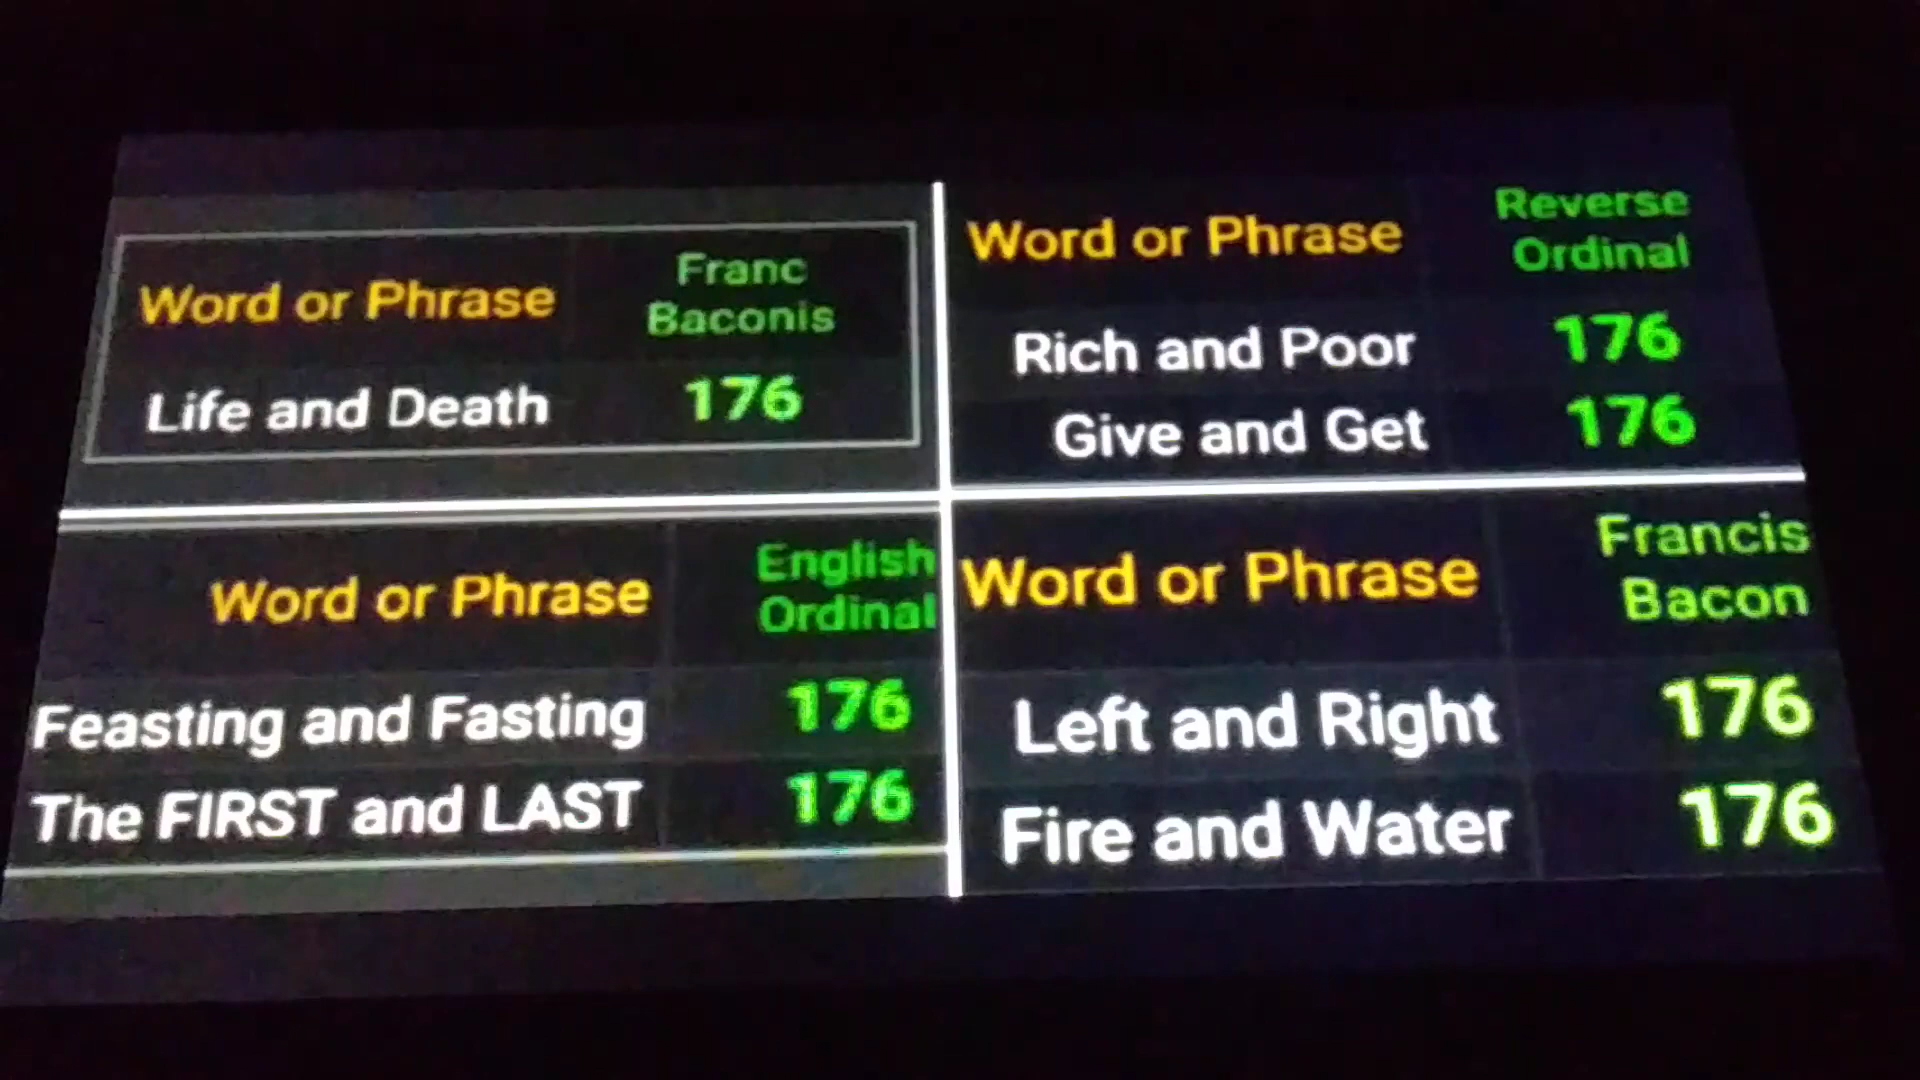 Word or Phrase Franc Baconis
Life and Death 176
Word or Phrase Reverse Ordinal
Rich and Poor 176
Give and Get 176
Word or Phrase English Ordinal
Feasting and Fasting 176
The FIRST and LAST 176
Word or Phrase Francis Bacon
Left and Right 176
Fire and Water 176